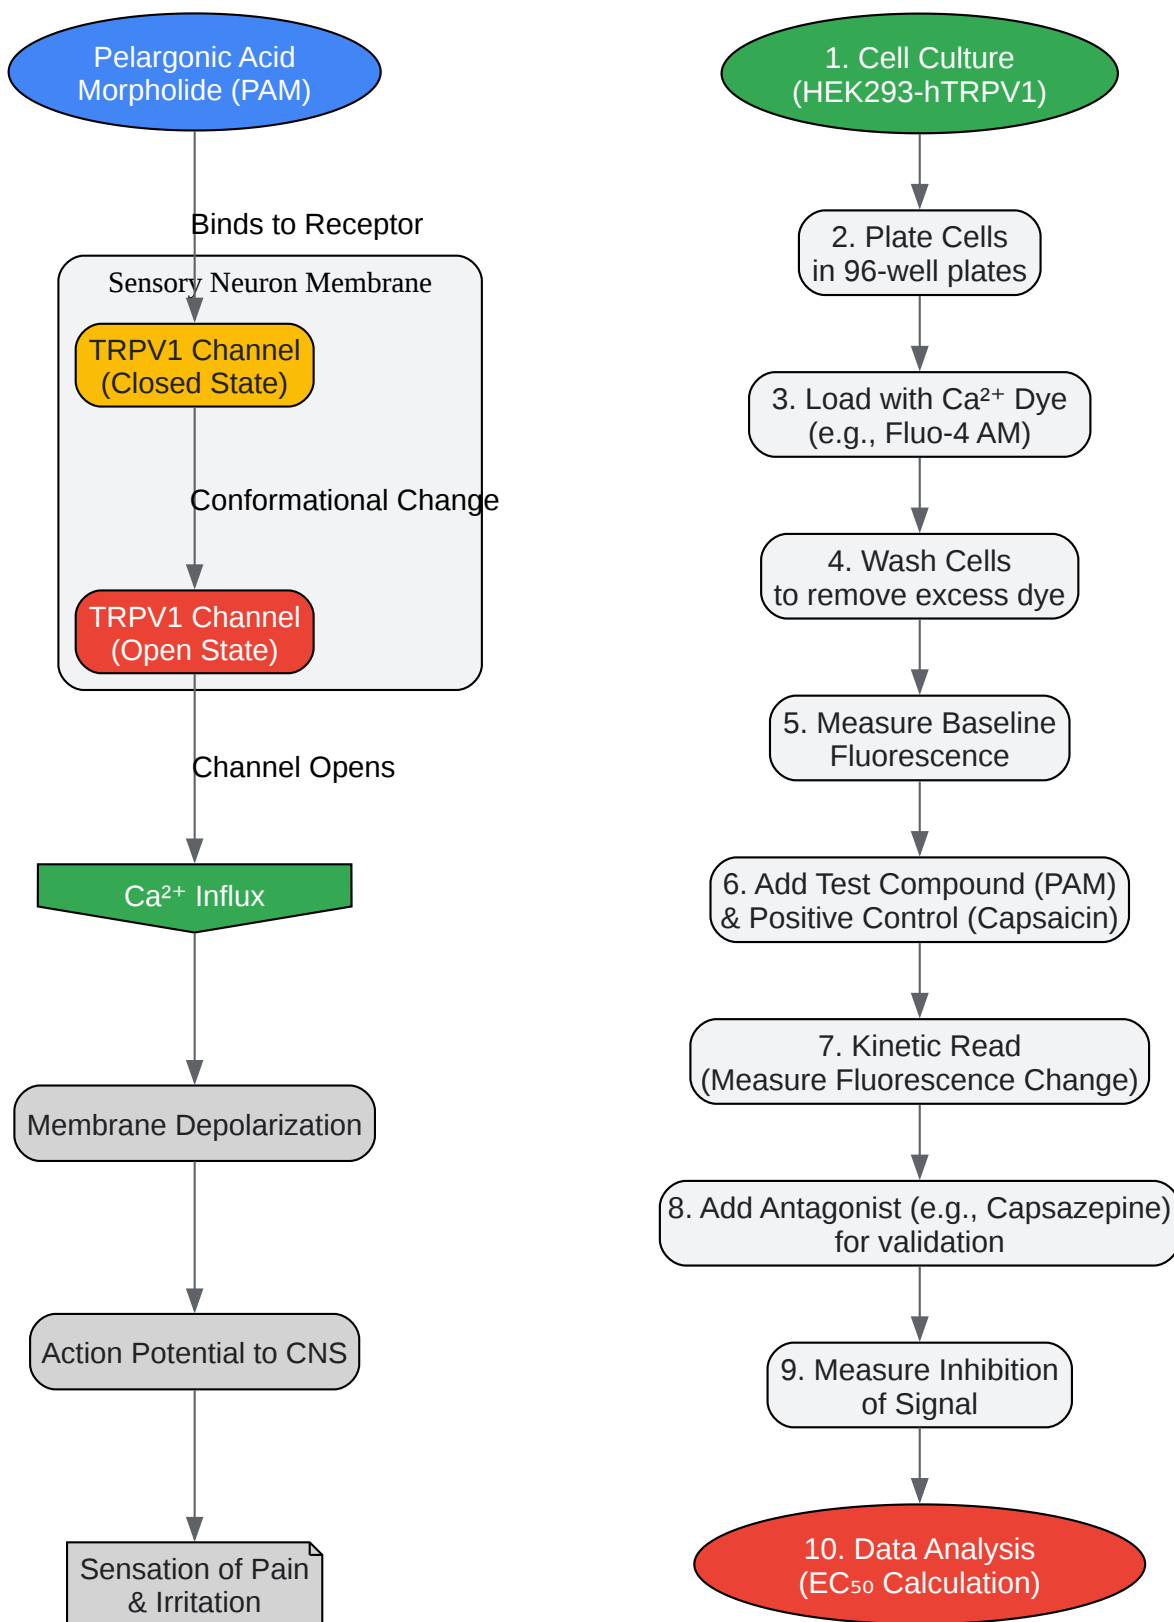 Pelargonic Acid
Morpholide (PAM)
Binds to Receptor
Sensory Neuron Membrane
TRPV1 Channel
(Closed State)
Conformational Change
TRPV1 Channel
(Open State)
Channel Opens
Ca²⁺ Influx
Membrane Depolarization
Action Potential to CNS
Sensation of Pain
& Irritation
1. Cell Culture
(HEK293-hTRPV1)
2. Plate Cells
in 96-well plates
3. Load with Ca²⁺ Dye
(e.g., Fluo-4 AM)
4. Wash Cells
to remove excess dye
5. Measure Baseline
Fluorescence
6. Add Test Compound (PAM)
& Positive Control (Capsaicin)
7. Kinetic Read
(Measure Fluorescence Change)
8. Add Antagonist (e.g., Capsazepine)
for validation
9. Measure Inhibition
of Signal
10. Data Analysis
(EC₅₀ Calculation)